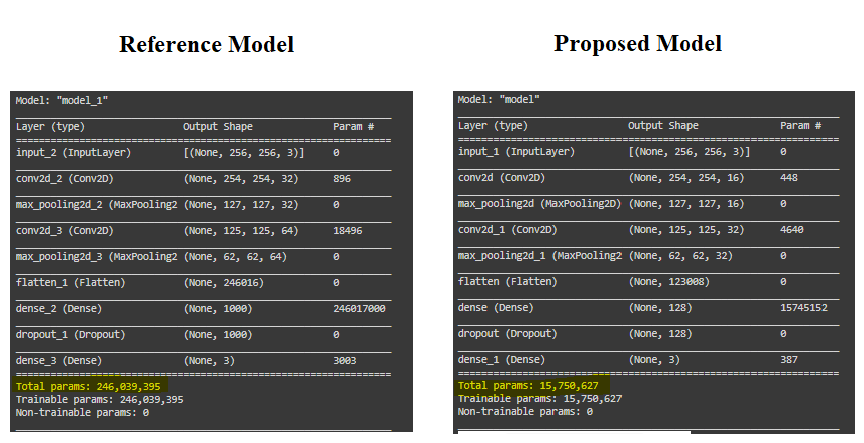 Reference Model
Model: "model_1"
Layer (type) Output Shape Param #
input_2 (InputLayer) [(None, 256, 256, 3)] 0
conv2d_2 (Conv2D) (None, 254, 254, 32) 896
max_pooling2d_2 (MaxPooling2 (None, 127, 127, 32) 0
conv2d_3 (Conv2D) (None, 125, 125, 64) 18496
max_pooling2d_3 (MaxPooling2 (None, 62, 62, 64) 0
flatten_1 (Flatten) (None, 246016) 0
dense_2 (Dense) (None, 1000) 246017000
dropout_1 (Dropout) (None, 1000) 0
dense_3 (Dense) (None, 3) 3003
Total params: 246,039,395
Trainable params: 246,039,395
Non-trainable params: 0
Proposed Model
Model: "model"
Layer (type) Output Shape Param #
input_1 (InputLayer) [(None, 256, 256, 3)] 0
conv2d (Conv2D) (None, 254, 254, 16) 448
max_pooling2d (MaxPooling2D) (None, 127, 127, 16) 0
conv2d_1 (Conv2D) (None, 125, 125, 32) 4640
max_pooling2d_1 (MaxPooling2 (None, 62, 62, 32) 0
flatten (Flatten) (None, 123008) 0
dense (Dense) (None, 128) 15745152
dropout (Dropout) (None, 128) 0
dense_1 (Dense) (None, 3) 387
Total params: 15,750,627
Trainable params: 15,750,627
Non-trainable params: 0